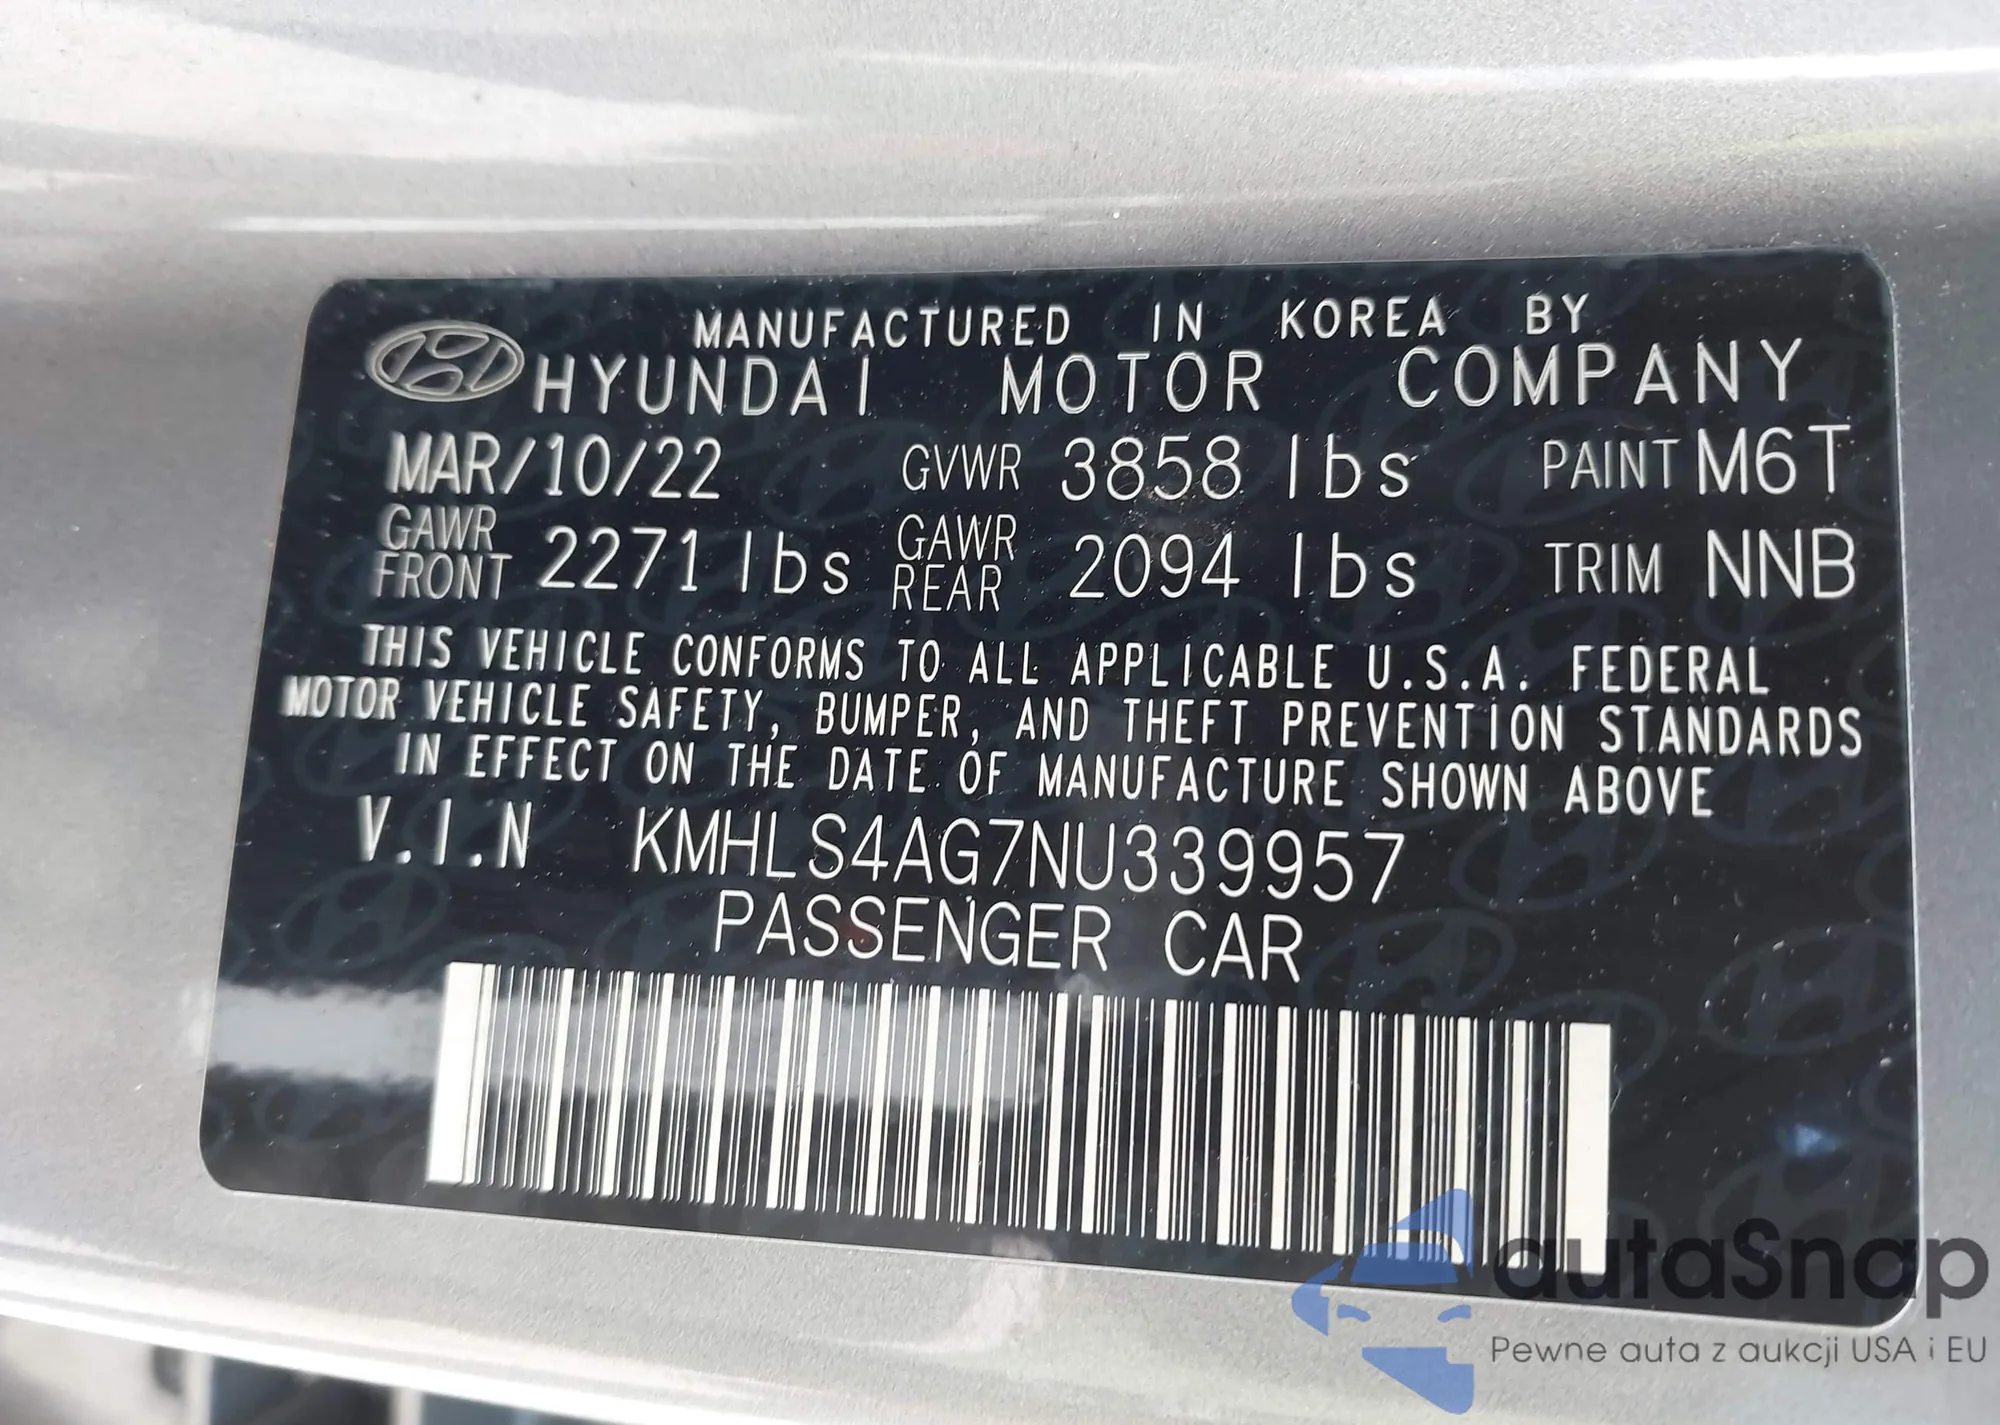 MANUFACTURED IN KOREA BY
HYUNDAI MOTOR COMPANY
MAR/10/22 GVWR 3858 lbs PAINT M6T
GAWR FRONT 2271 lbs GAWR REAR 2094 lbs TRIM NNB
THIS VEHICLE CONFORMS TO ALL APPLICABLE U.S.A. FEDERAL
MOTOR VEHICLE SAFETY, BUMPER, AND THEFT PREVENTION STANDARDS
IN EFFECT ON THE DATE OF MANUFACTURE SHOWN ABOVE
V.I.N KMHLS4AG7NU339957
PASSENGER CAR
autaSnap
Pewne auta z aukcji USA i EU